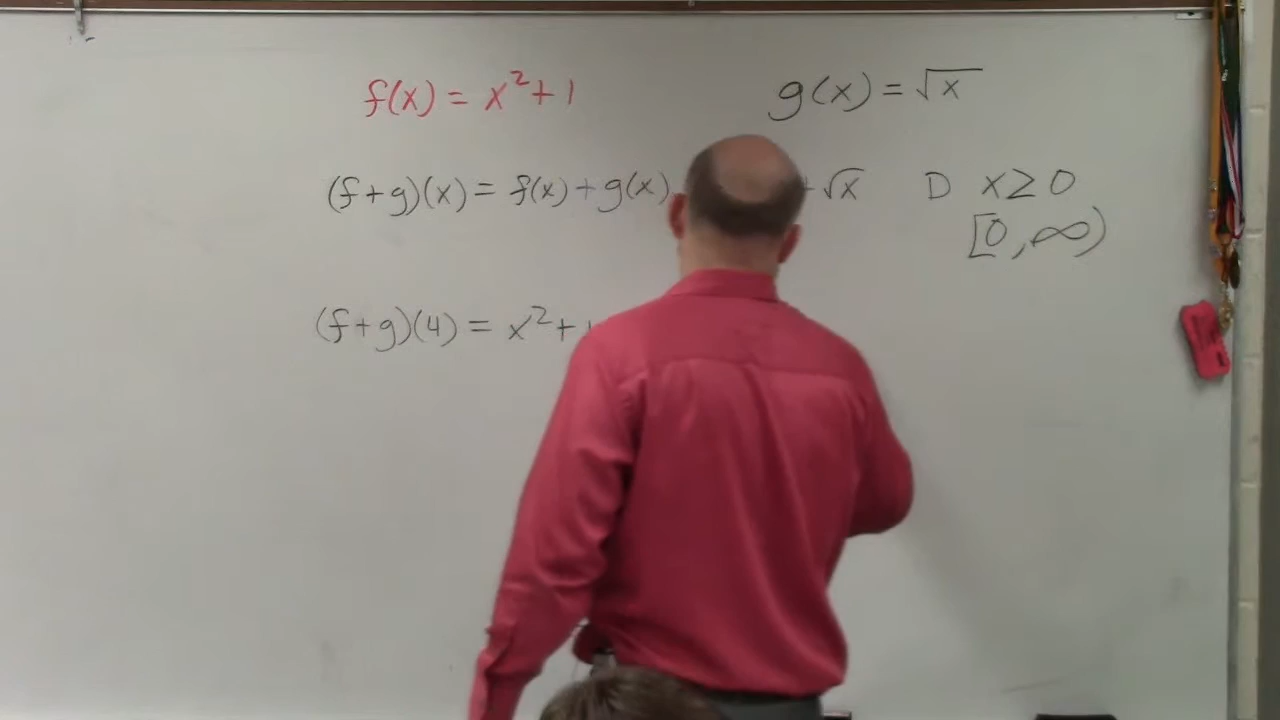 f(x) = x²+1
g(x) = √x
(f+g)(x) = f(x)+g(x) + √x D x ≥ 0
[0,∞)
(f+g)(4) = x²+